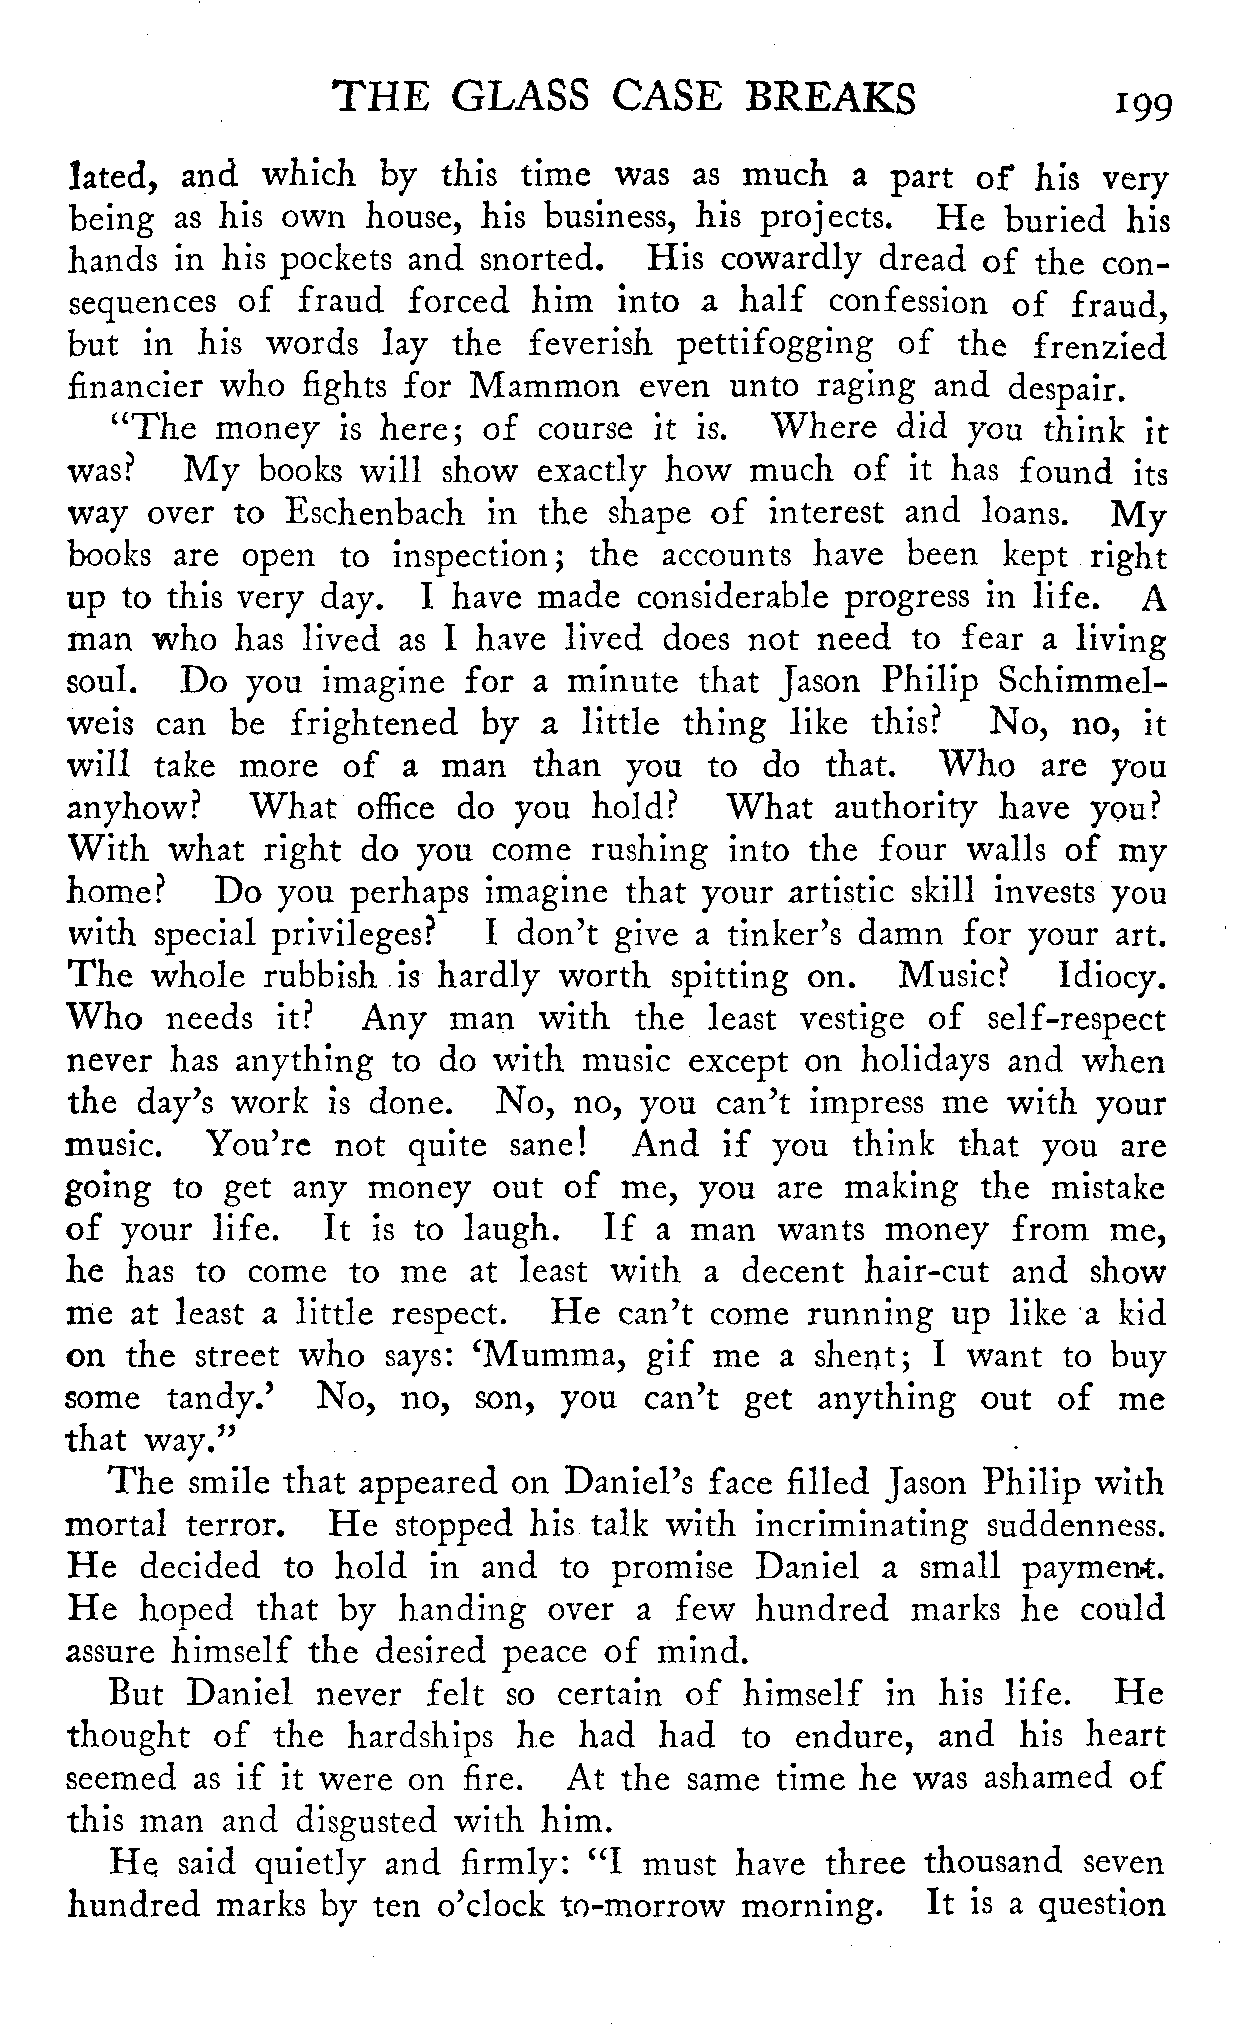 THE GLASS CASE BREAKS 199
lated, and which by this time was as much a part of his very
being as his own house, his business, his projects. He buried his
hands in his pockets and snorted. His cowardly dread of the con-
sequences of fraud forced him into a half confession of fraud,
but in his words lay the feverish pettifogging of the frenzied
financier who fights for Mammon even unto raging and despair.
"The money is here; of course it is. Where did you think it
was? My books will show exactly how much of it has found its
way over to Eschenbach in the shape of interest and loans. My
books are open to inspection; the accounts have been kept right
up to this very day. I have made considerable progress in life. A
man who has lived as I have lived does not need to fear a living
soul. Do you imagine for a minute that Jason Philip Schimmel-
weis can be frightened by a little thing like this? No, no, it
will take more of a man than you to do that. Who are you
anyhow? What office do you hold? What authority have you?
With what right do you come rushing into the four walls of my
home? Do you perhaps imagine that your artistic skill invests you
with special privileges? I don't give a tinker's damn for your art.
The whole rubbish is hardly worth spitting on. Music? Idiocy.
Who needs it? Any man with the least vestige of self-respect
never has anything to do with music except on holidays and when
the day's work is done. No, no, you can't impress me with your
music. You're not quite sane! And if you think that you are
going to get any money out of me, you are making the mistake
of your life. It is to laugh. If a man wants money from me,
he has to come to me at least with a decent hair-cut and show
me at least a little respect. He can't come running up like a kid
on the street who says: 'Mumma, gif me a shent; I want to buy
some tandy.' No, no, son, you can't get anything out of me
that way."
The smile that appeared on Daniel's face filled Jason Philip with
mortal terror. He stopped his talk with incriminating suddenness.
He decided to hold in and to promise Daniel a small payment.
He hoped that by handing over a few hundred marks he could
assure himself the desired peace of mind.
But Daniel never felt so certain of himself in his life. He
thought of the hardships he had had to endure, and his heart
seemed as if it were on fire. At the same time he was ashamed of
this man and disgusted with him.
He said quietly and firmly: "I must have three thousand seven
hundred marks by ten o'clock to-morrow morning. It is a question